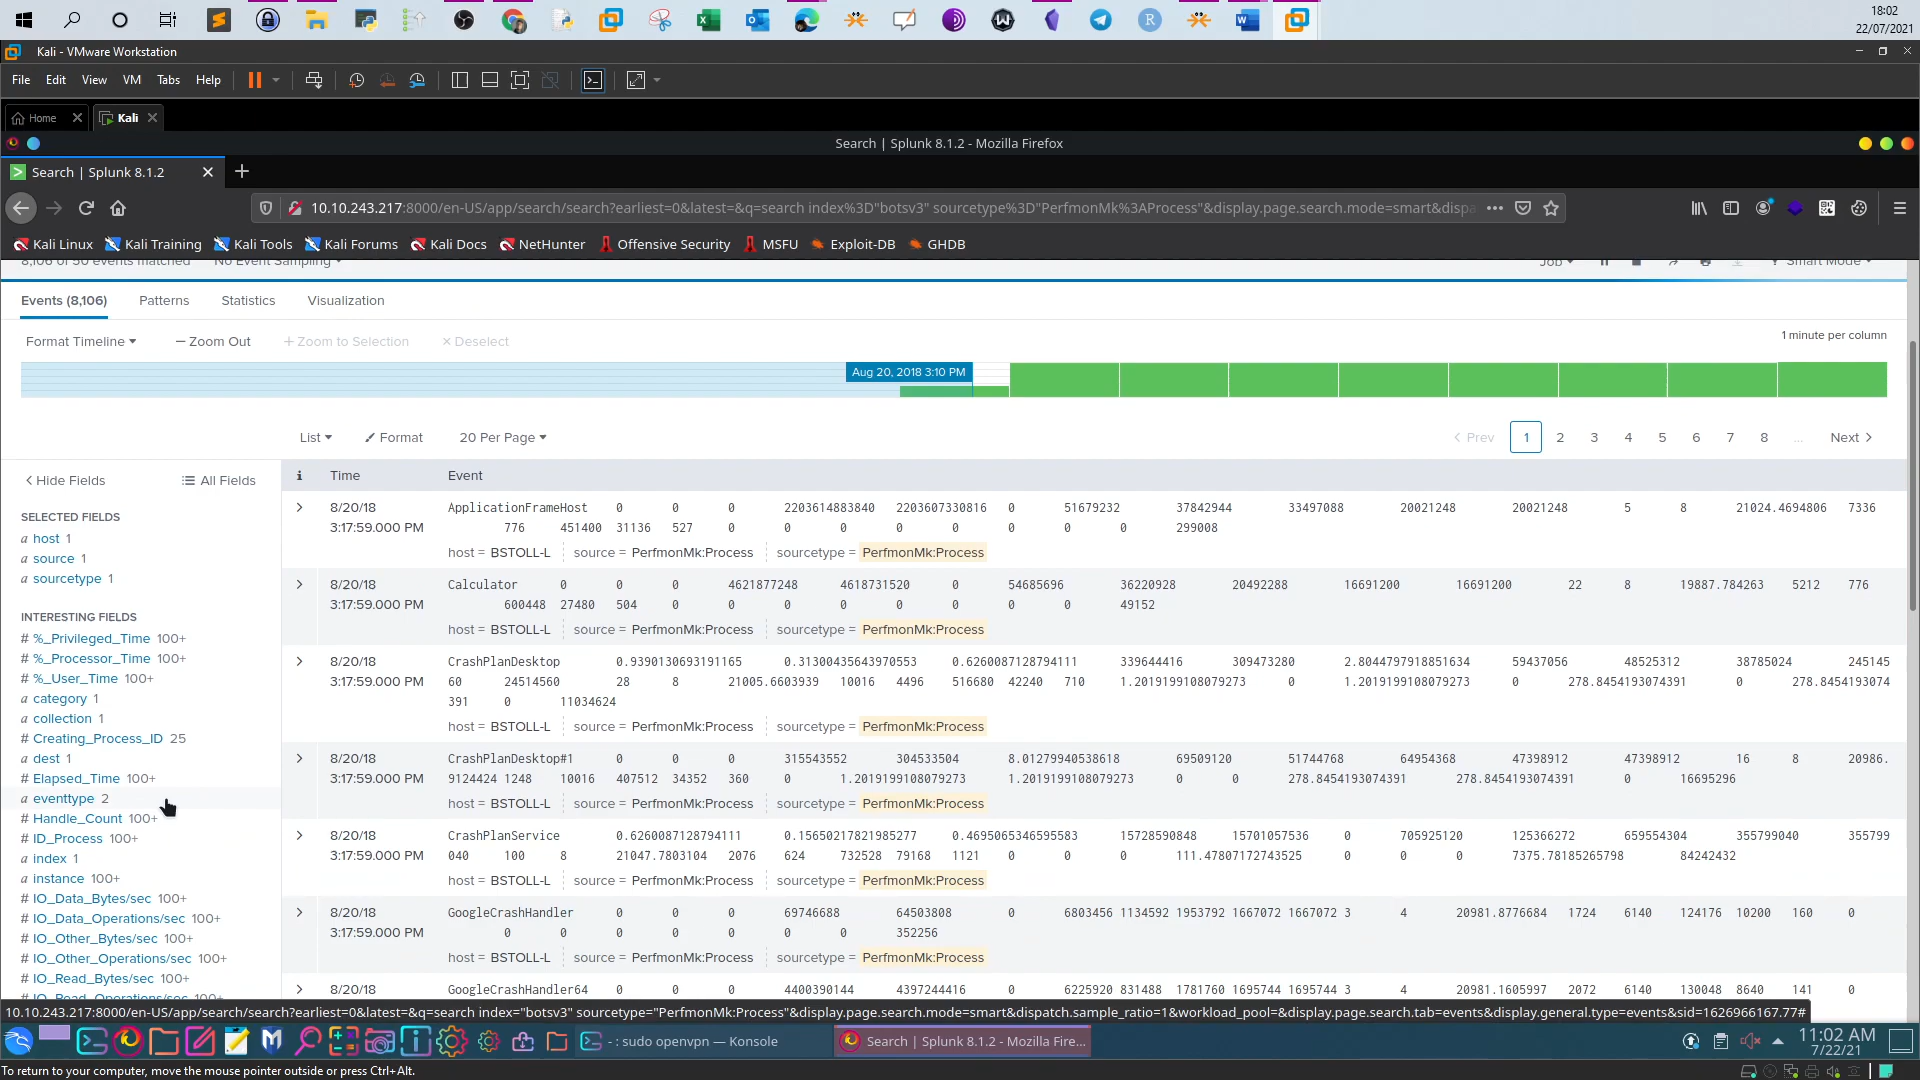 18:02
22/07/2021
Kali - VMware Workstation
File Edit View VM Tabs Help
Home Kali
Search | Splunk 8.1.2 - Mozilla Firefox
Search | Splunk 8.1.2
10.10.243.217:8000/en-US/app/search/search?earliest=0&latest=&q=search index%3D"botsv3" sourcetype%3D"PerfmonMk%3AProcess"&display.page.search.mode=smart&dispa
Kali Linux Kali Training Kali Tools Kali Forums Kali Docs NetHunter Offensive Security MSFU Exploit-DB GHDB
8,106 of 50 events matched No Event Sampling Job Smart Mode
Events (8,106) Patterns Statistics Visualization
Format Timeline — Zoom Out + Zoom to Selection × Deselect 1 minute per column
Aug 20, 2018 3:10 PM
List Format 20 Per Page < Prev 1 2 3 4 5 6 7 8 ... Next >
< Hide Fields All Fields i Time Event
SELECTED FIELDS
a host 1
a source 1
a sourcetype 1
INTERESTING FIELDS
# %_Privileged_Time 100+
# %_Processor_Time 100+
# %_User_Time 100+
a category 1
a collection 1
# Creating_Process_ID 25
a dest 1
# Elapsed_Time 100+
a eventtype 2
# Handle_Count 100+
# ID_Process 100+
a index 1
a instance 100+
# IO_Data_Bytes/sec 100+
# IO_Data_Operations/sec 100+
# IO_Other_Bytes/sec 100+
# IO_Other_Operations/sec 100+
# IO_Read_Bytes/sec 100+
# IO_Read_Operations/sec 100+
8/20/18 ApplicationFrameHost 0 0 0 2203614883840 2203607330816 0 51679232 37842944 33497088 20021248 20021248 5 8 21024.4694806 7336
3:17:59.000 PM 776 451400 31136 527 0 0 0 0 0 0 299008
host = BSTOLL-L source = PerfmonMk:Process sourcetype = PerfmonMk:Process
8/20/18 Calculator 0 0 0 4621877248 4618731520 0 54685696 36220928 20492288 16691200 16691200 22 8 19887.784263 5212 776
3:17:59.000 PM 600448 27480 504 0 0 0 0 0 0 49152
host = BSTOLL-L source = PerfmonMk:Process sourcetype = PerfmonMk:Process
8/20/18 CrashPlanDesktop 0.9390130693191165 0.31300435643970553 0.6260087128794111 339644416 309473280 2.8044797918851634 59437056 48525312 38785024 245145
3:17:59.000 PM 60 24514560 28 8 21005.6603939 10016 4496 516680 42240 710 1.2019199108079273 0 1.2019199108079273 0 278.8454193074391 0 278.8454193074
391 0 11034624
host = BSTOLL-L source = PerfmonMk:Process sourcetype = PerfmonMk:Process
8/20/18 CrashPlanDesktop#1 0 0 0 315543552 304533504 8.01279940538618 69509120 51744768 64954368 47398912 47398912 16 8 20986.
3:17:59.000 PM 9124424 1248 10016 407512 34352 360 0 1.2019199108079273 1.2019199108079273 0 0 278.8454193074391 278.8454193074391 0 16695296
host = BSTOLL-L source = PerfmonMk:Process sourcetype = PerfmonMk:Process
8/20/18 CrashPlanService 0.6260087128794111 0.15650217821985277 0.4695065346595583 15728590848 15701057536 0 705925120 125366272 659554304 355799040 355799
3:17:59.000 PM 040 100 8 21047.7803104 2076 624 732528 79168 1121 0 0 0 111.47807172743525 0 0 0 7375.78185265798 84242432
host = BSTOLL-L source = PerfmonMk:Process sourcetype = PerfmonMk:Process
8/20/18 GoogleCrashHandler 0 0 0 69746688 64503808 0 6803456 1134592 1953792 1667072 1667072 3 4 20981.8776684 1724 6140 124176 10200 160 0
3:17:59.000 PM 0 0 0 0 0 352256
host = BSTOLL-L source = PerfmonMk:Process sourcetype = PerfmonMk:Process
8/20/18 GoogleCrashHandler64 0 0 0 4400390144 4397244416 0 6225920 831488 1781760 1695744 1695744 3 4 20981.1605997 2072 6140 130048 8640 141 0
10.10.243.217:8000/en-US/app/search/search?earliest=0&latest=&q=search index="botsv3" sourcetype="PerfmonMk:Process"&display.page.search.mode=smart&dispatch.sample_ratio=1&workload_pool=&display.page.search.tab=events&display.general.type=events&sid=1626966167.77#
- : sudo openvpn — Konsole Search | Splunk 8.1.2 - Mozilla Fire... 11:02 AM
7/22/21
To return to your computer, move the mouse pointer outside or press Ctrl+Alt.